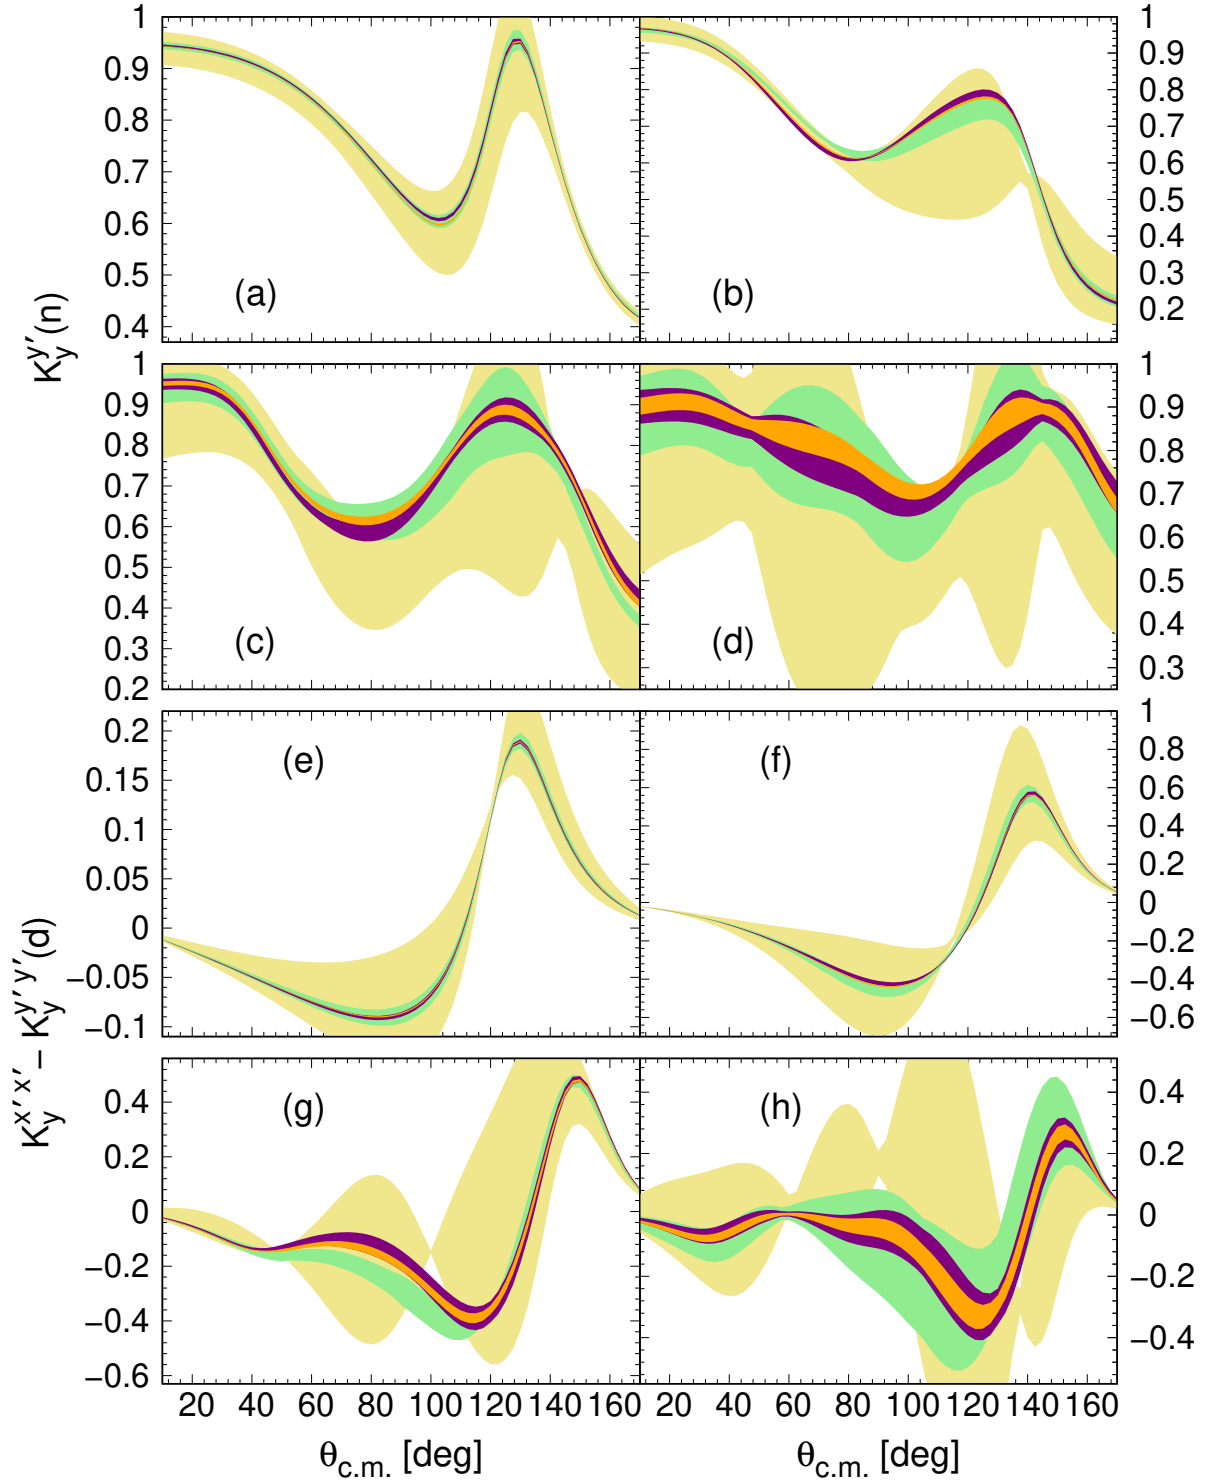 1 0.9 0.8 0.7 0.6 0.5 0.4
(a)
(b)
1 0.9 0.8 0.7 0.6 0.5 0.4 0.3 0.2
K_y^{y′}(n)
1 0.9 0.8 0.7 0.6 0.5 0.4 0.3 0.2
(c)
(d)
1 0.9 0.8 0.7 0.6 0.5 0.4 0.3
0.2 0.15 0.1 0.05 0 −0.05 −0.1
(e)
(f)
1 0.8 0.6 0.4 0.2 0 −0.2 −0.4 −0.6
K_y^{x′x′} − K_y^{y′y′}(d)
0.4 0.2 0 −0.2 −0.4 −0.6
(g)
(h)
0.4 0.2 0 −0.2 −0.4
20 40 60 80 100 120 140 160
20 40 60 80 100 120 140 160
θ_{c.m.} [deg]
θ_{c.m.} [deg]